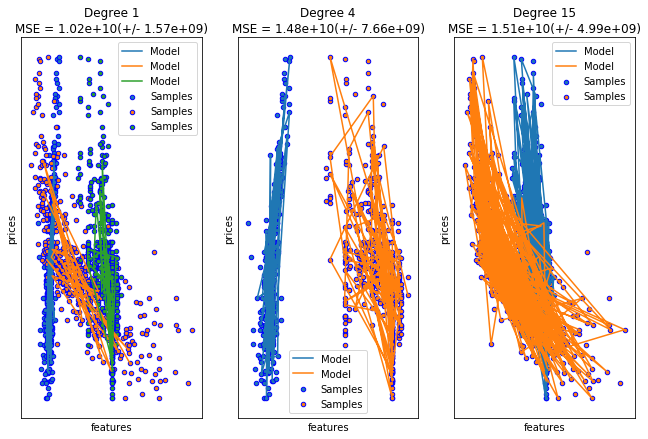 Degree 1
MSE = 1.02e+10(+/- 1.57e+09)
Model
Model
Model
Samples
Samples
Samples
prices
features
Degree 4
MSE = 1.48e+10(+/- 7.66e+09)
prices
Model
Model
Samples
Samples
features
Degree 15
MSE = 1.51e+10(+/- 4.99e+09)
Model
Model
Samples
Samples
prices
features